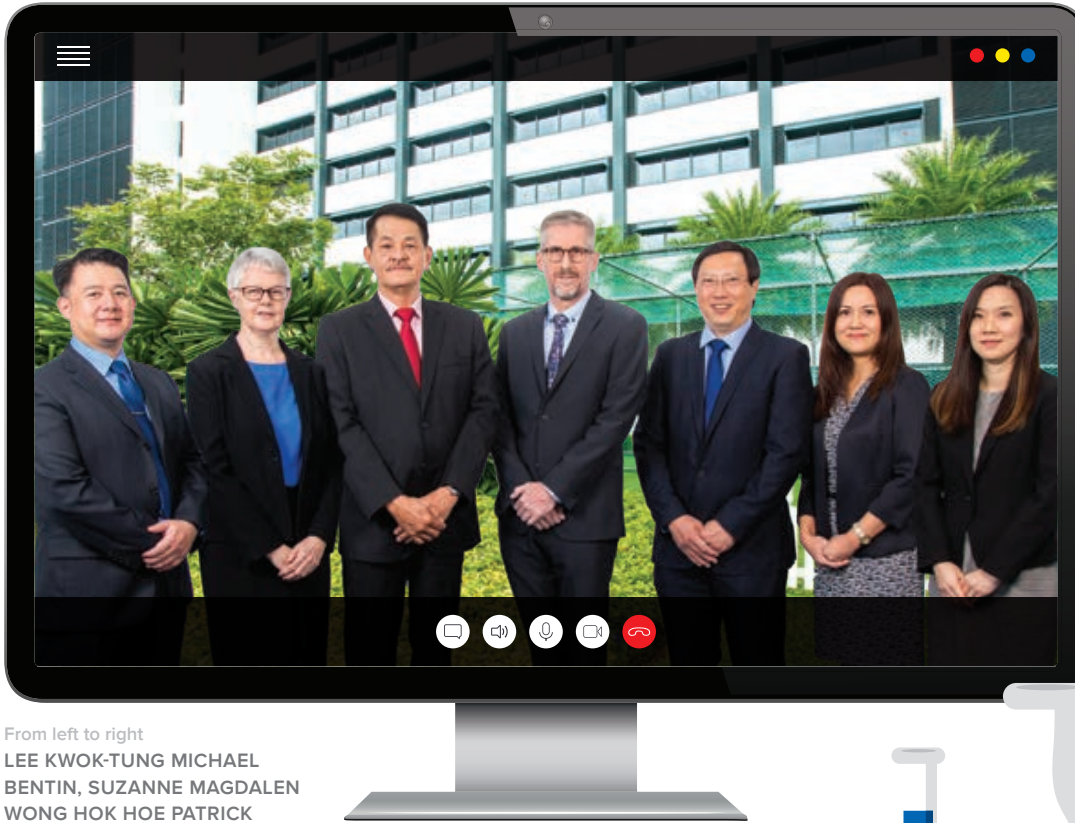 From left to right
LEE KWOK-TUNG MICHAEL
BENTIN, SUZANNE MAGDALEN
WONG HOK HOE PATRICK